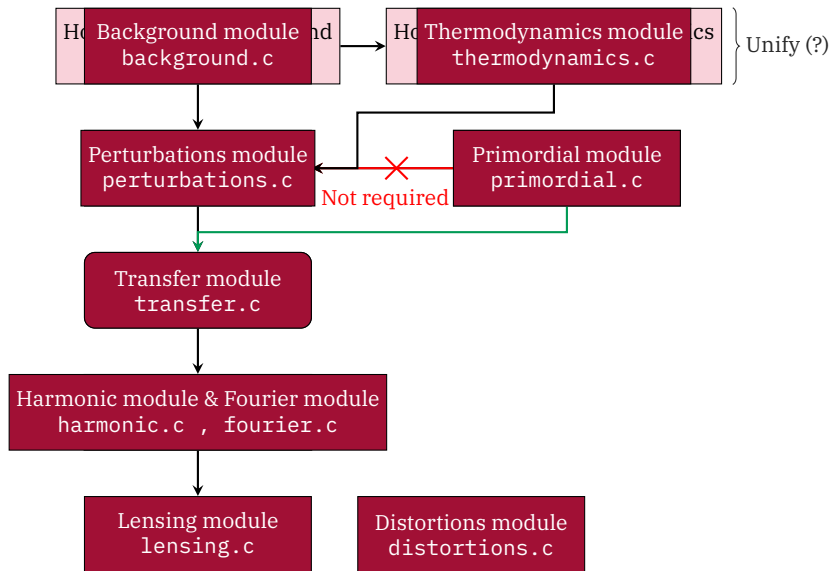 Background module
background.c
Thermodynamics module
thermodynamics.c
Unify (?)
Perturbations module
perturbations.c
Primordial module
primordial.c
Not required
Transfer module
transfer.c
Harmonic module & Fourier module
harmonic.c , fourier.c
Lensing module
lensing.c
Distortions module
distortions.c